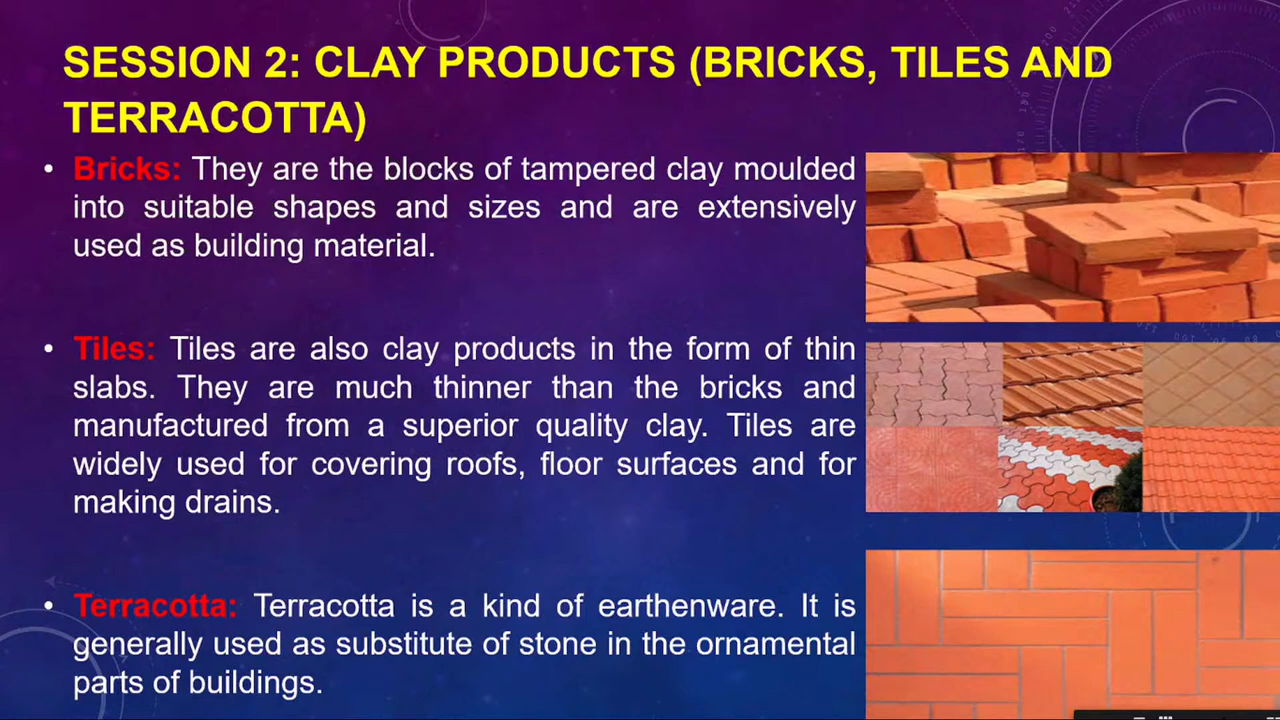 SESSION 2: CLAY PRODUCTS (BRICKS, TILES AND
TERRACOTTA)
• Bricks: They are the blocks of tampered clay moulded
into suitable shapes and sizes and are extensively
used as building material.
• Tiles: Tiles are also clay products in the form of thin
slabs. They are much thinner than the bricks and
manufactured from a superior quality clay. Tiles are
widely used for covering roofs, floor surfaces and for
making drains.
• Terracotta: Terracotta is a kind of earthenware. It is
generally used as substitute of stone in the ornamental
parts of buildings.